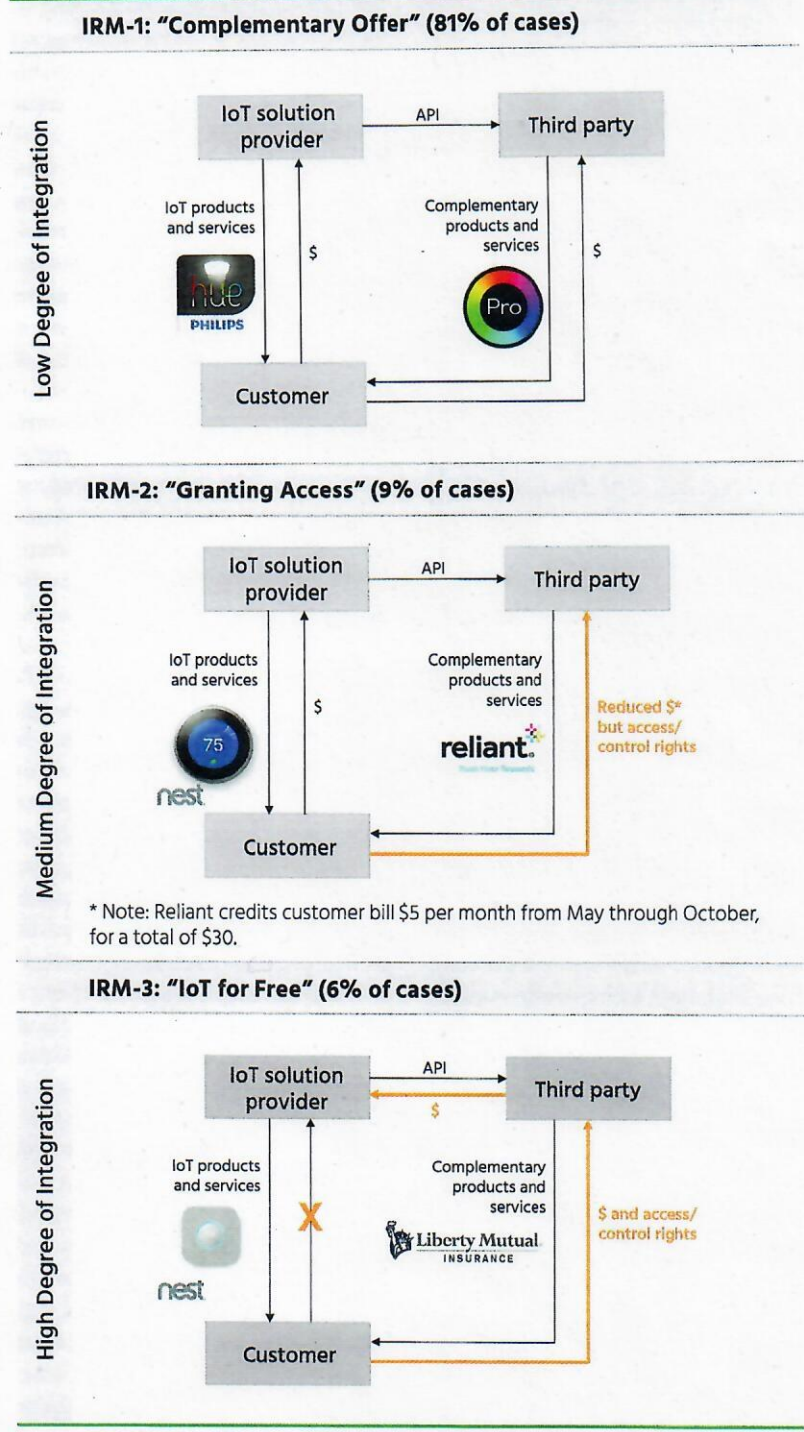 IRM-1: “Complementary Offer” (81% of cases)
Low Degree of Integration
IoT solution
provider
API
Third party
IoT products
and services
$
Complementary
products and
services
$
hue
PHILIPS
Pro
Customer
IRM-2: “Granting Access” (9% of cases)
Medium Degree of Integration
IoT solution
provider
API
Third party
IoT products
and services
$
Complementary
products and
services
Reduced $*
but access/
control rights
75
nest
reliant
Customer
* Note: Reliant credits customer bill $5 per month from May through October,
for a total of $30.
IRM-3: “IoT for Free” (6% of cases)
High Degree of Integration
IoT solution
provider
API
$
Third party
IoT products
and services
X
Complementary
products and
services
$ and access/
control rights
nest
Liberty Mutual
INSURANCE
Customer